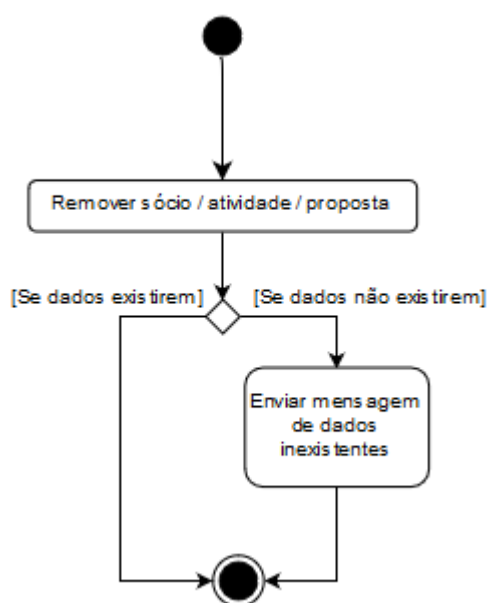 Remover sócio / atividade / proposta
[Se dados existirem]
[Se dados não existirem]
Enviar mensagem
de dados
inexistentes